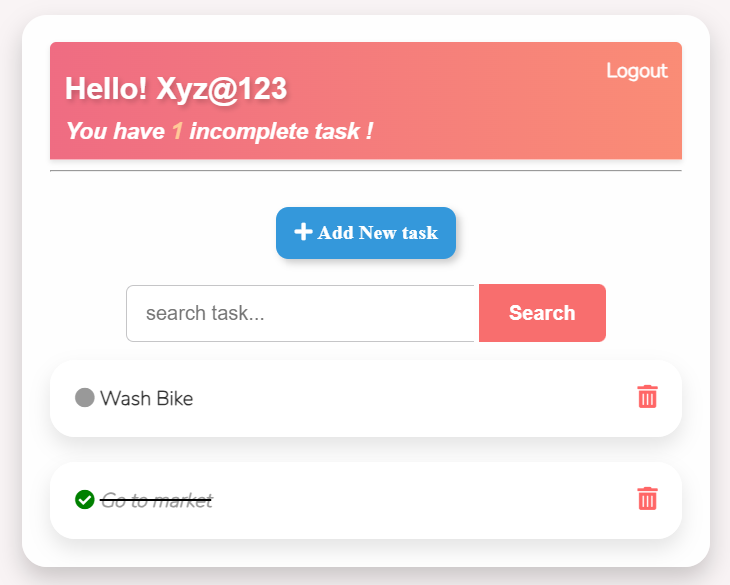 Hello! Xyz@123
Logout
You have 1 incomplete task !
Add New task
search task...
Search
Wash Bike
Go to market